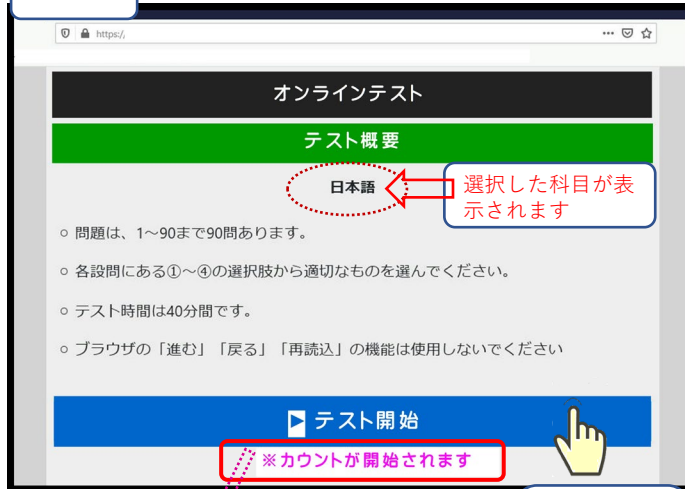 https:/,
オンラインテスト
テスト概要
日本語
選択した科目が表
示されます
○ 問題は、1～90まで90問あります。
○ 各設問にある①～④の選択肢から適切なものを選んでください。
○ テスト時間は40分間です。
○ ブラウザの「進む」「戻る」「再読込」の機能は使用しないでください
テスト開始
※カウントが開始されます